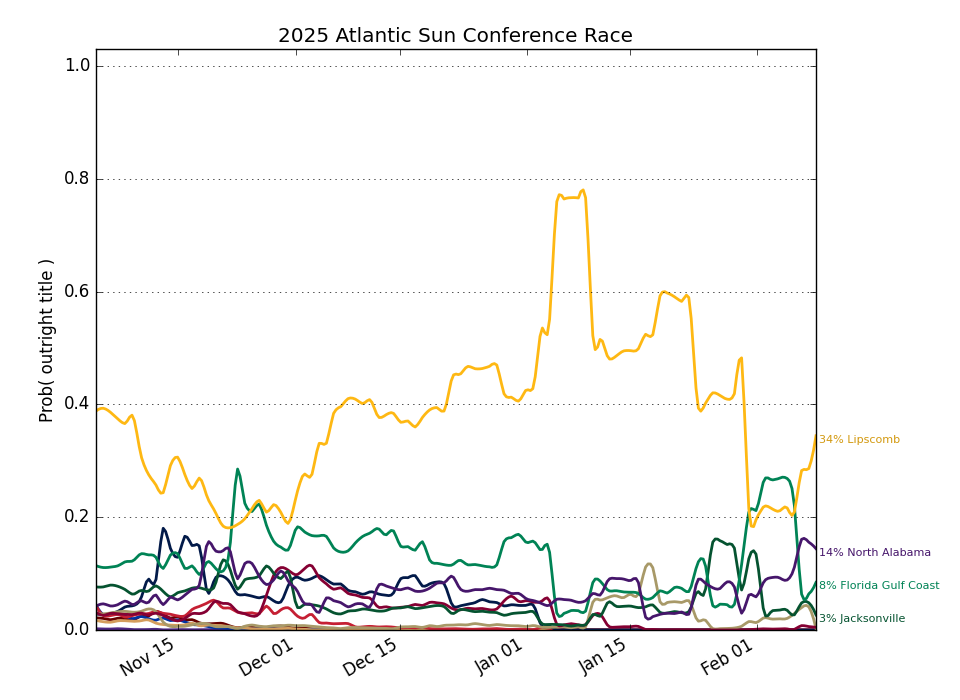 2025 Atlantic Sun Conference Race
Prob( outright title )
1.0
0.8
0.6
0.4
0.2
0.0
34% Lipscomb
14% North Alabama
8% Florida Gulf Coast
3% Jacksonville
Nov 15
Dec 01
Dec 15
Jan 01
Jan 15
Feb 01